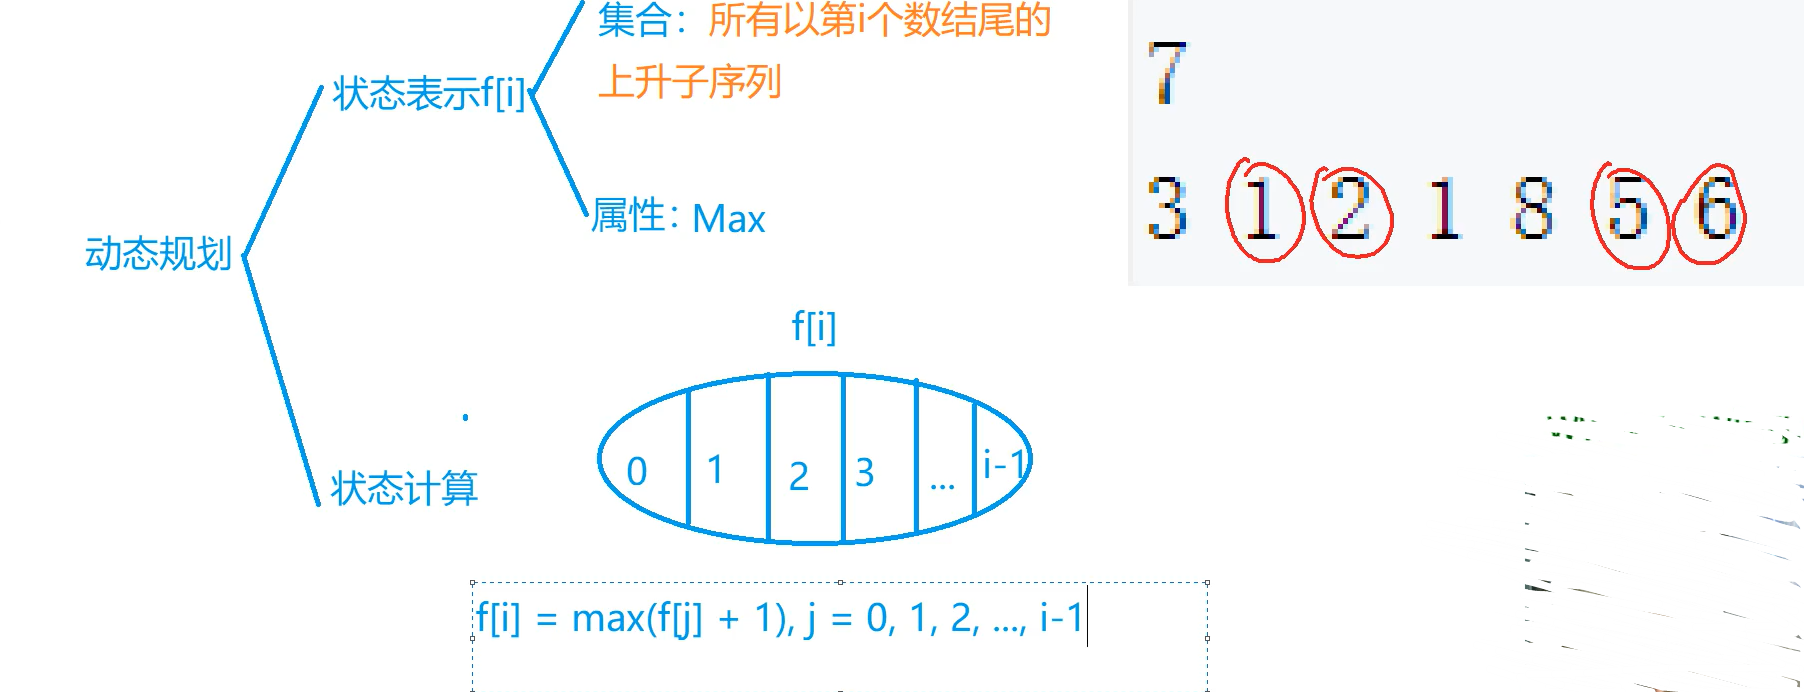 集合：所有以第i个数结尾的
上升子序列
状态表示f[i]
属性：Max
动态规划
状态计算
f[i]
0 1 2 3 ... i-1
f[i] = max(f[j] + 1), j = 0, 1, 2, ..., i-1
7
3 1 2 1 8 5 6